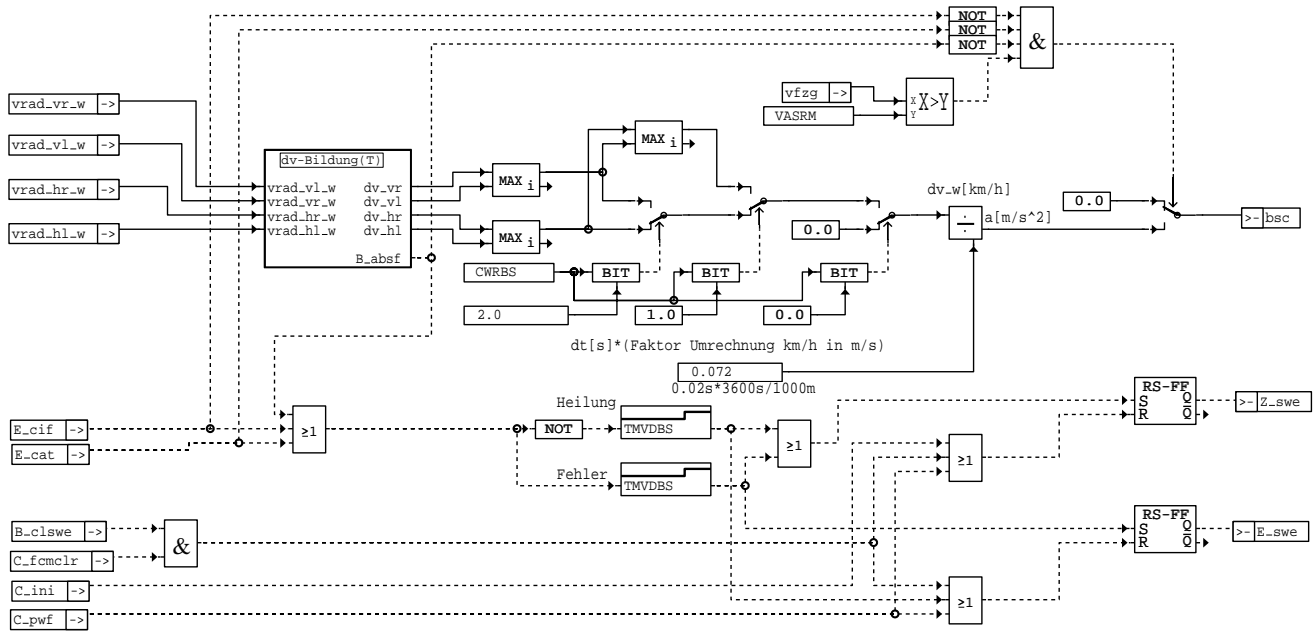 NOT
NOT
NOT
&
vrad_vr_w ->
vfzg ->
X
Y
X>Y
VASRM
MAX i
vrad_vl_w ->
dv-Bildung(T)
MAX i
vrad_hr_w ->
vrad_vl_w dv_vr
vrad_vr_w dv_vl
vrad_hr_w dv_hr
vrad_hl_w dv_hl
B_absf
dv_w[km/h]
÷
a[m/s^2]
0.0
>- bsc
vrad_hl_w ->
MAX i
0.0
CWRBS
BIT
BIT
BIT
2.0
1.0
0.0
dt[s]*(Faktor Umrechnung km/h in m/s)
0.072
0.02s*3600s/1000m
RS-FF
S Q
R Q
>- Z_swe
Heilung
E_cif ->
≥1
NOT
TMVDBS
≥1
E_cat ->
≥1
Fehler
TMVDBS
RS-FF
S Q
R Q
>- E_swe
B_clswe ->
&
C_fcmclr ->
C_ini ->
≥1
C_pwf ->